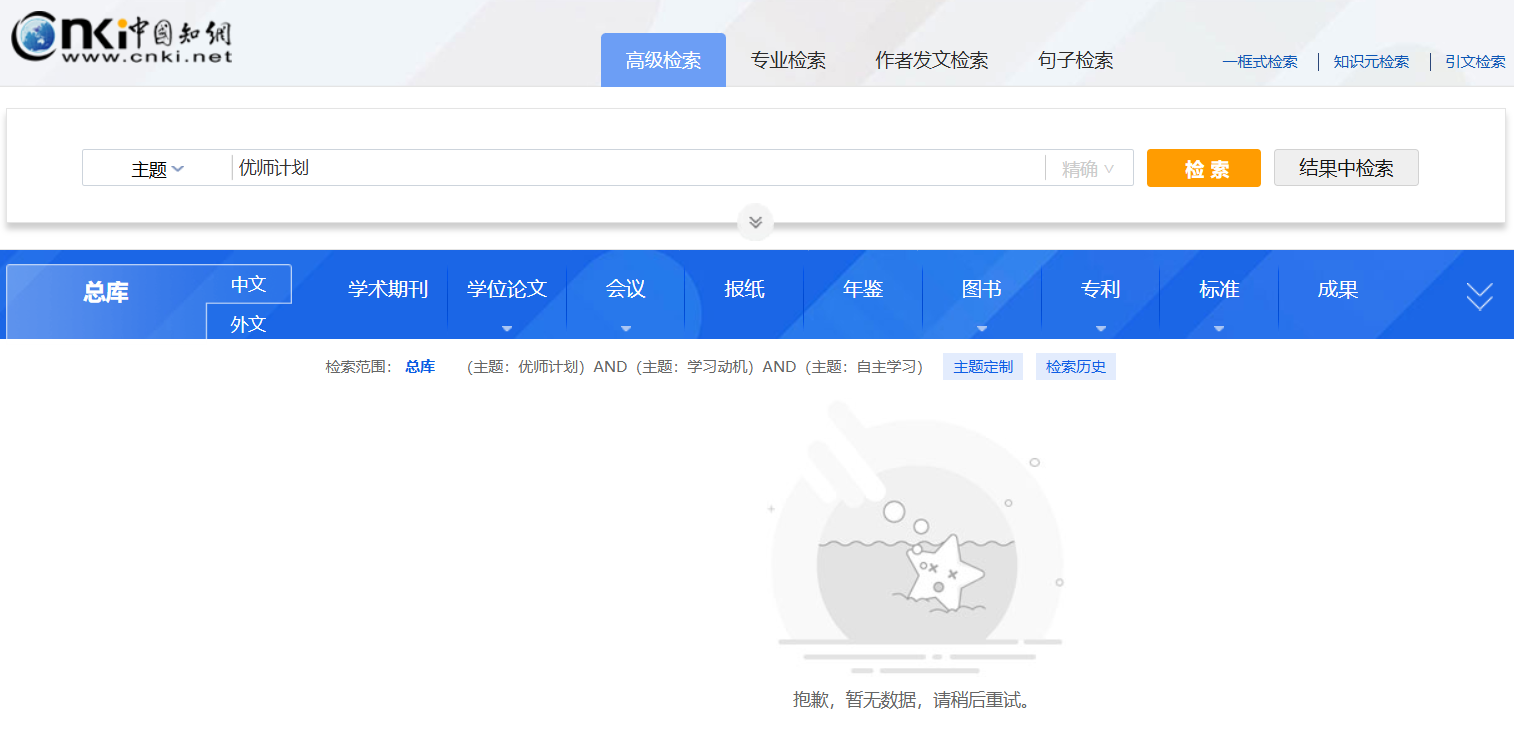 CNKI中国知网
www.cnki.net
高级检索 专业检索 作者发文检索 句子检索 一框式检索 | 知识元检索 | 引文检索
主题 优师计划 精确 检索 结果中检索
总库 中文 学术期刊 学位论文 会议 报纸 年鉴 图书 专利 标准 成果
外文
检索范围：总库 （主题：优师计划）AND（主题：学习动机）AND（主题：自主学习） 主题定制 检索历史
抱歉，暂无数据，请稍后重试。